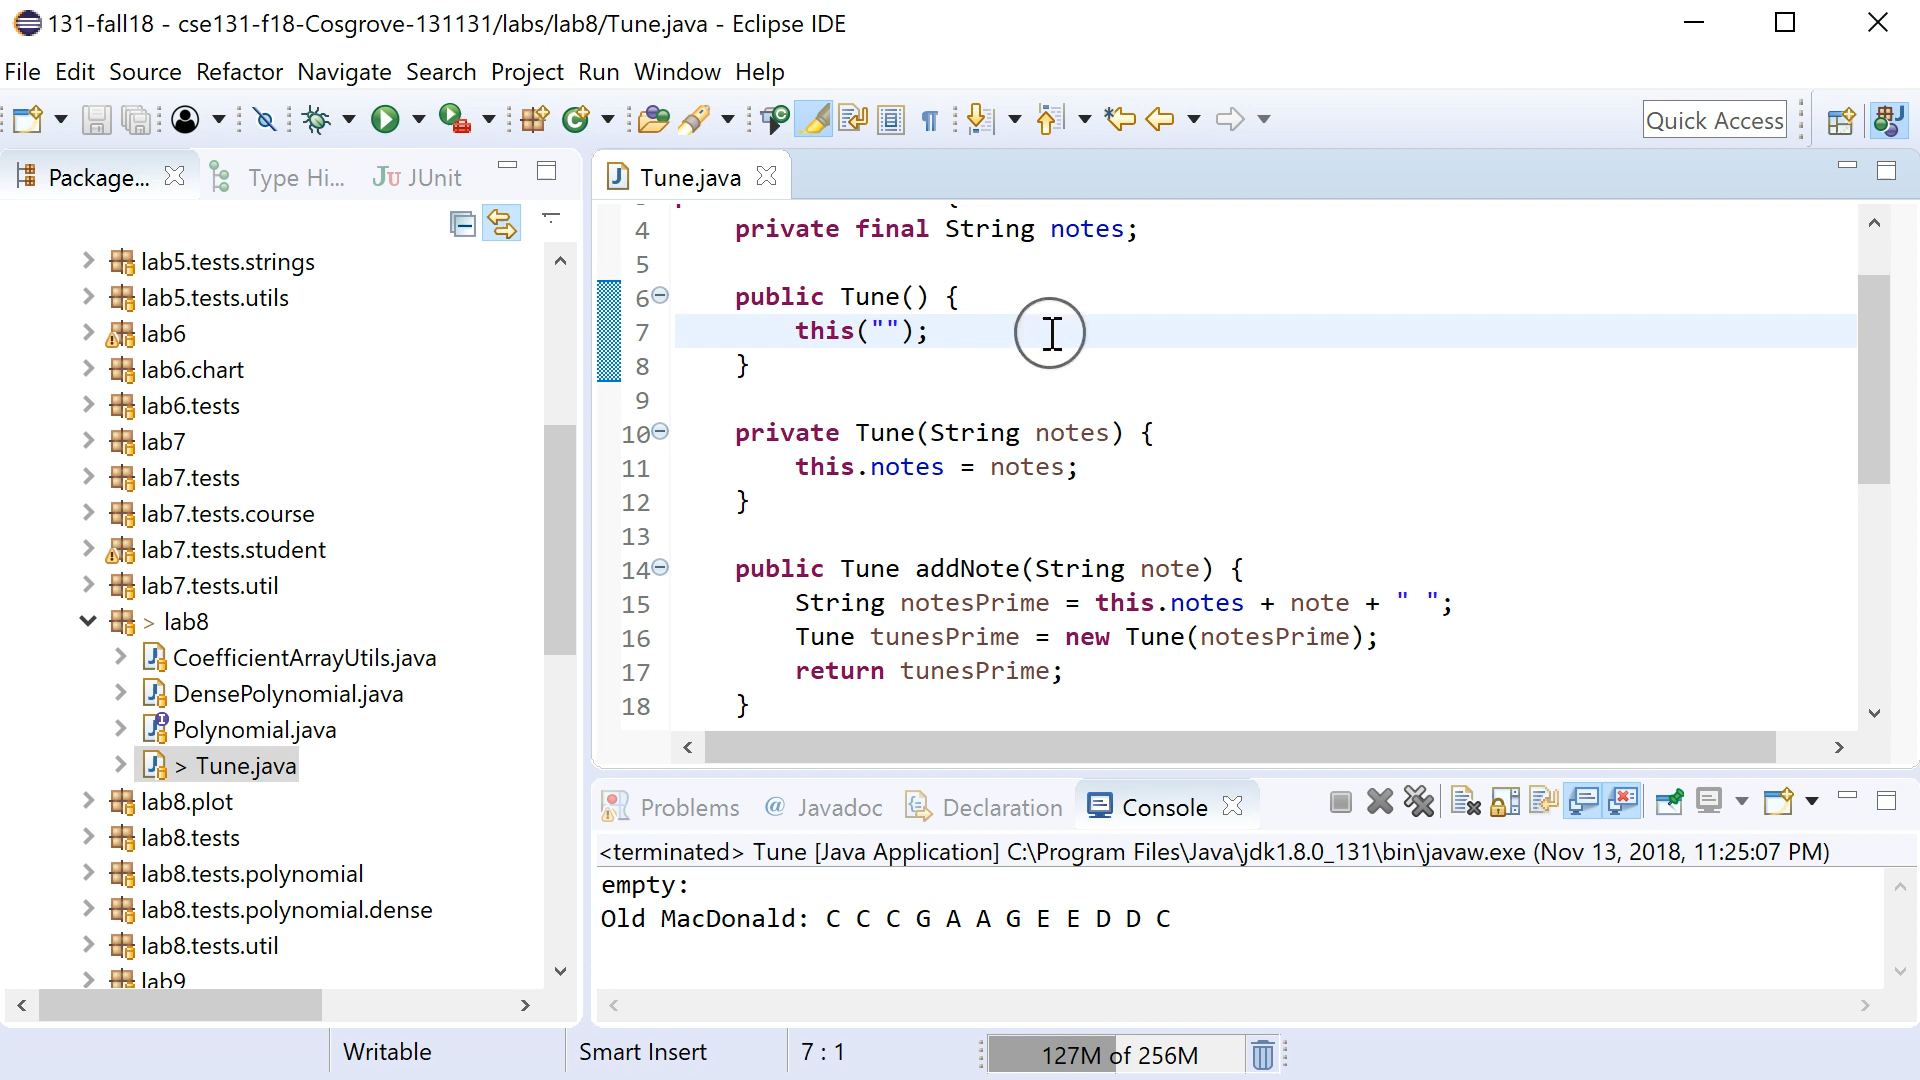 131-fall18 - cse131-f18-Cosgrove-131131/labs/lab8/Tune.java - Eclipse IDE
File Edit Source Refactor Navigate Search Project Run Window Help
Quick Access
Package...
Type Hi...
JUnit
lab5.tests.strings
lab5.tests.utils
lab6
lab6.chart
lab6.tests
lab7
lab7.tests
lab7.tests.course
lab7.tests.student
lab7.tests.util
> lab8
CoefficientArrayUtils.java
DensePolynomial.java
Polynomial.java
> Tune.java
lab8.plot
lab8.tests
lab8.tests.polynomial
lab8.tests.polynomial.dense
lab8.tests.util
lab9
Tune.java
4 private final String notes;
5
6 public Tune() {
7 this("");
8 }
9
10 private Tune(String notes) {
11 this.notes = notes;
12 }
13
14 public Tune addNote(String note) {
15 String notesPrime = this.notes + note + " ";
16 Tune tunesPrime = new Tune(notesPrime);
17 return tunesPrime;
18 }
Problems @ Javadoc Declaration Console
<terminated> Tune [Java Application] C:\Program Files\Java\jdk1.8.0_131\bin\javaw.exe (Nov 13, 2018, 11:25:07 PM)
empty:
Old MacDonald: C C C G A A G E E D D C
Writable
Smart Insert
7 : 1
127M of 256M